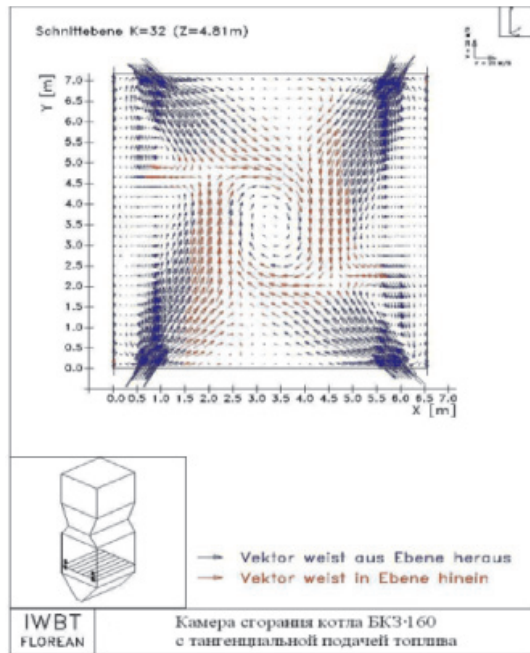 Schnittebene K=32 (Z=4.81m)
Y [m]
7.0
6.5
6.0
5.5
5.0
4.5
4.0
3.5
3.0
2.5
2.0
1.5
1.0
0.5
0.0
0.0 0.5 1.0 1.5 2.0 2.5 3.0 3.5 4.0 4.5 5.0 5.5 6.0 6.5 7.0
X [m]
Vektor weist aus Ebene heraus
Vektor weist in Ebene hinein
IWBT
FLOREAN
Камера сгорания котла БКЗ-160
с тангенциальной подачей топлива